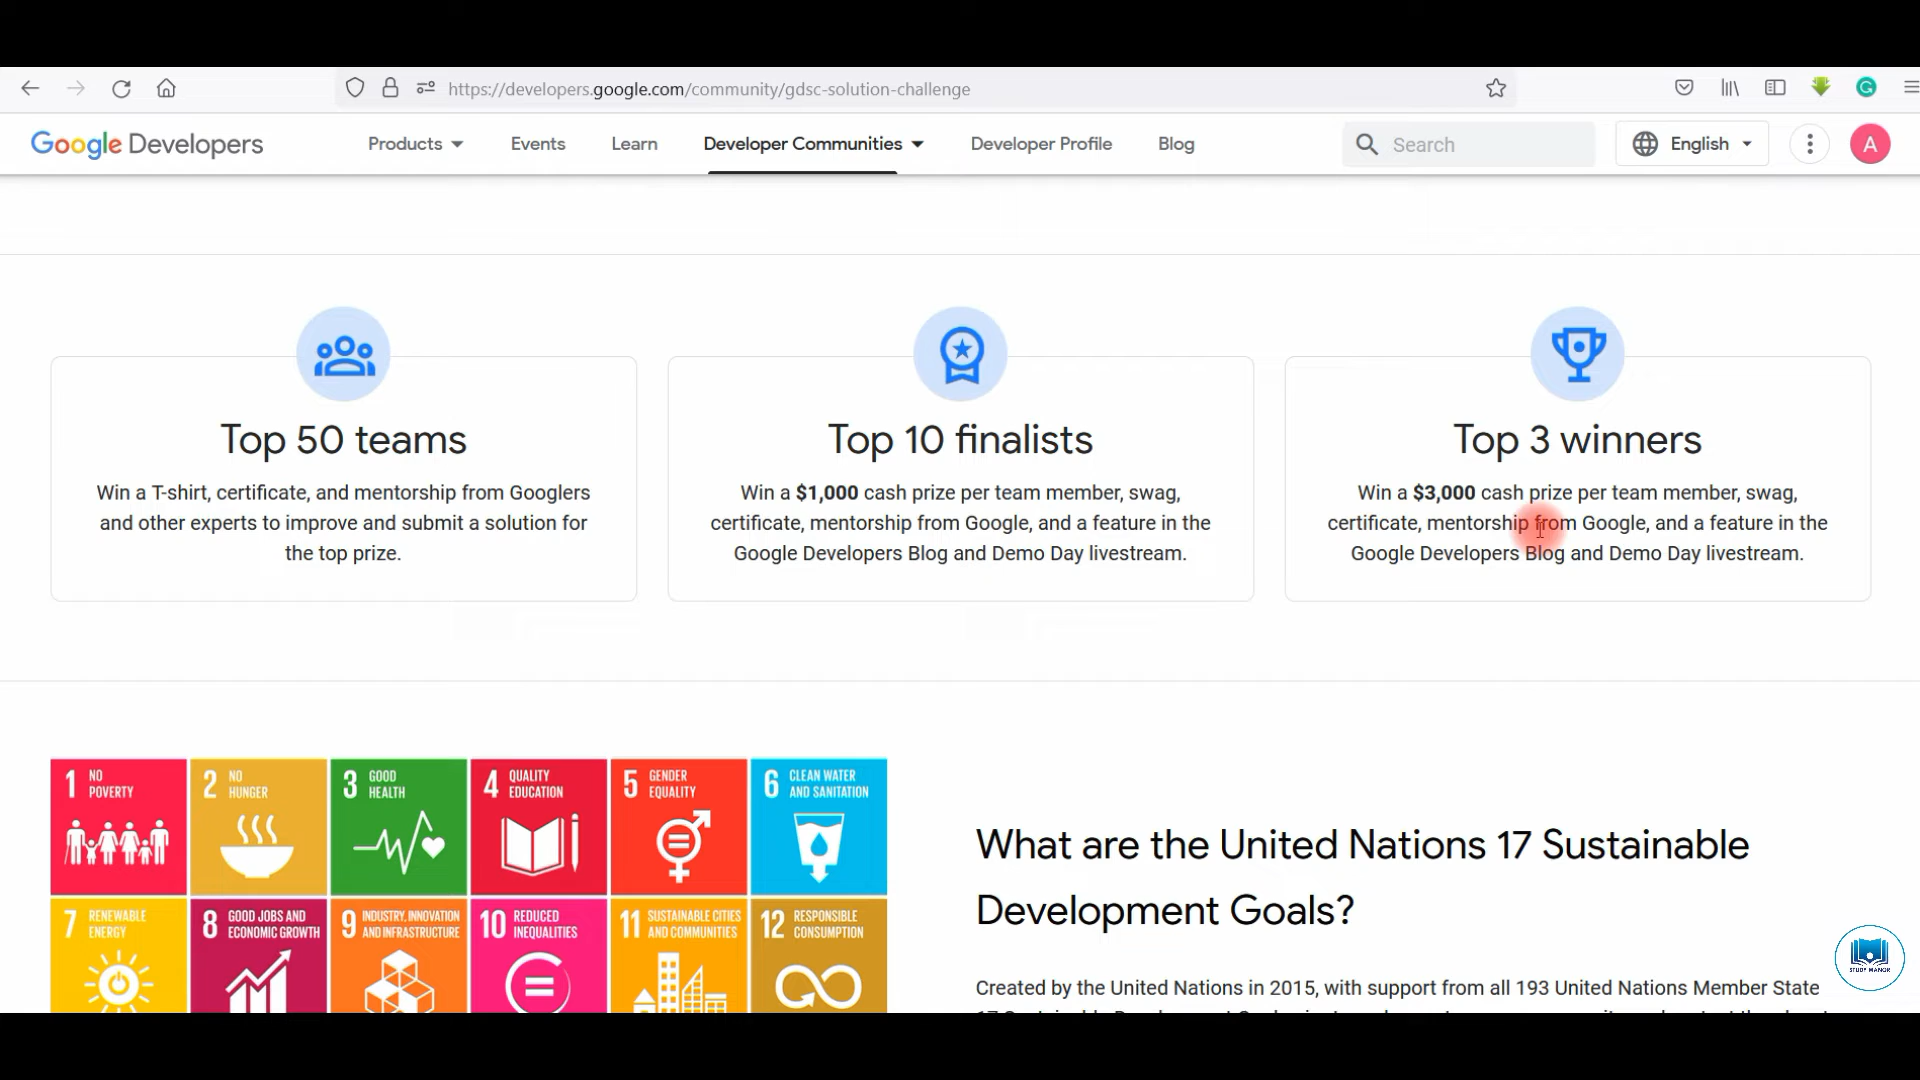 https://developers.google.com/community/gdsc-solution-challenge
Google Developers
Products
Events
Learn
Developer Communities
Developer Profile
Blog
Search
English
A
Top 50 teams
Win a T-shirt, certificate, and mentorship from Googlers
and other experts to improve and submit a solution for
the top prize.
Top 10 finalists
Win a $1,000 cash prize per team member, swag,
certificate, mentorship from Google, and a feature in the
Google Developers Blog and Demo Day livestream.
Top 3 winners
Win a $3,000 cash prize per team member, swag,
certificate, mentorship from Google, and a feature in the
Google Developers Blog and Demo Day livestream.
1 NO
POVERTY
2 NO
HUNGER
3 GOOD
HEALTH
4 QUALITY
EDUCATION
5 GENDER
EQUALITY
6 CLEAN WATER
AND SANITATION
7 RENEWABLE
ENERGY
8 GOOD JOBS AND
ECONOMIC GROWTH
9 INDUSTRY, INNOVATION
AND INFRASTRUCTURE
10 REDUCED
INEQUALITIES
11 SUSTAINABLE CITIES
AND COMMUNITIES
12 RESPONSIBLE
CONSUMPTION
What are the United Nations 17 Sustainable
Development Goals?
Created by the United Nations in 2015, with support from all 193 United Nations Member State
STUDY MANOR